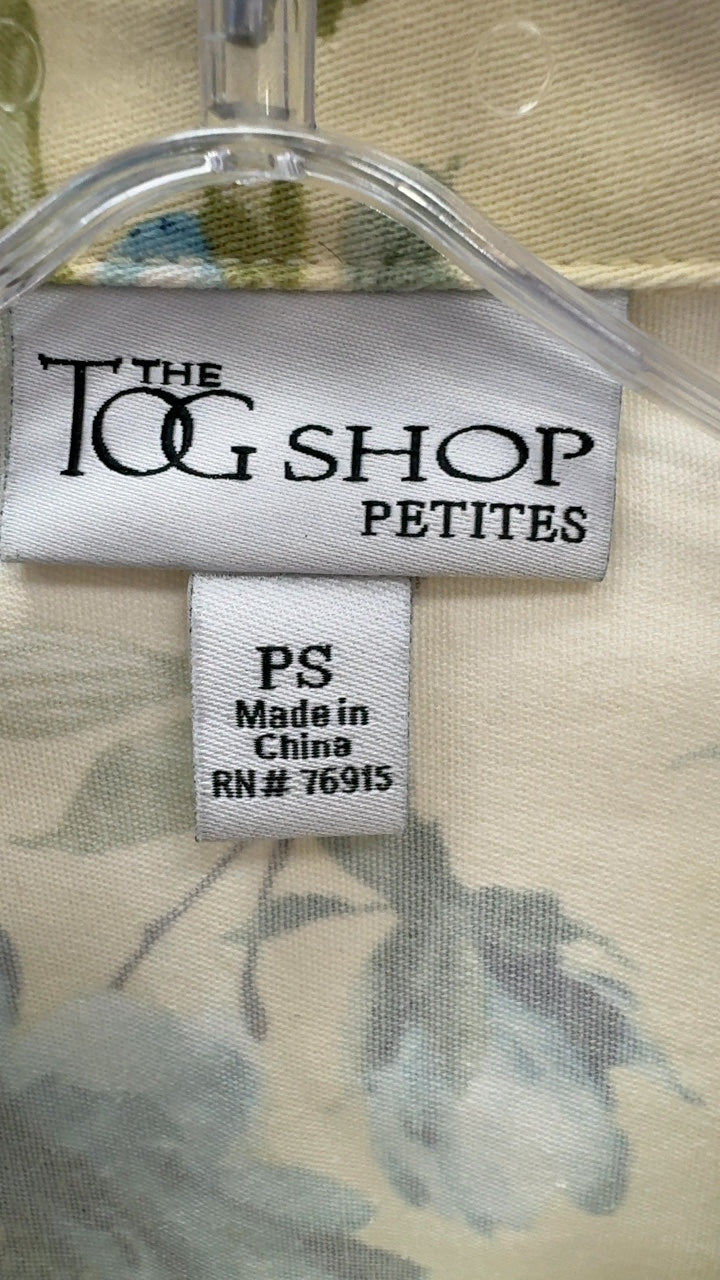 THE
TOG SHOP
PETITES
PS
Made in
China
RN# 76915